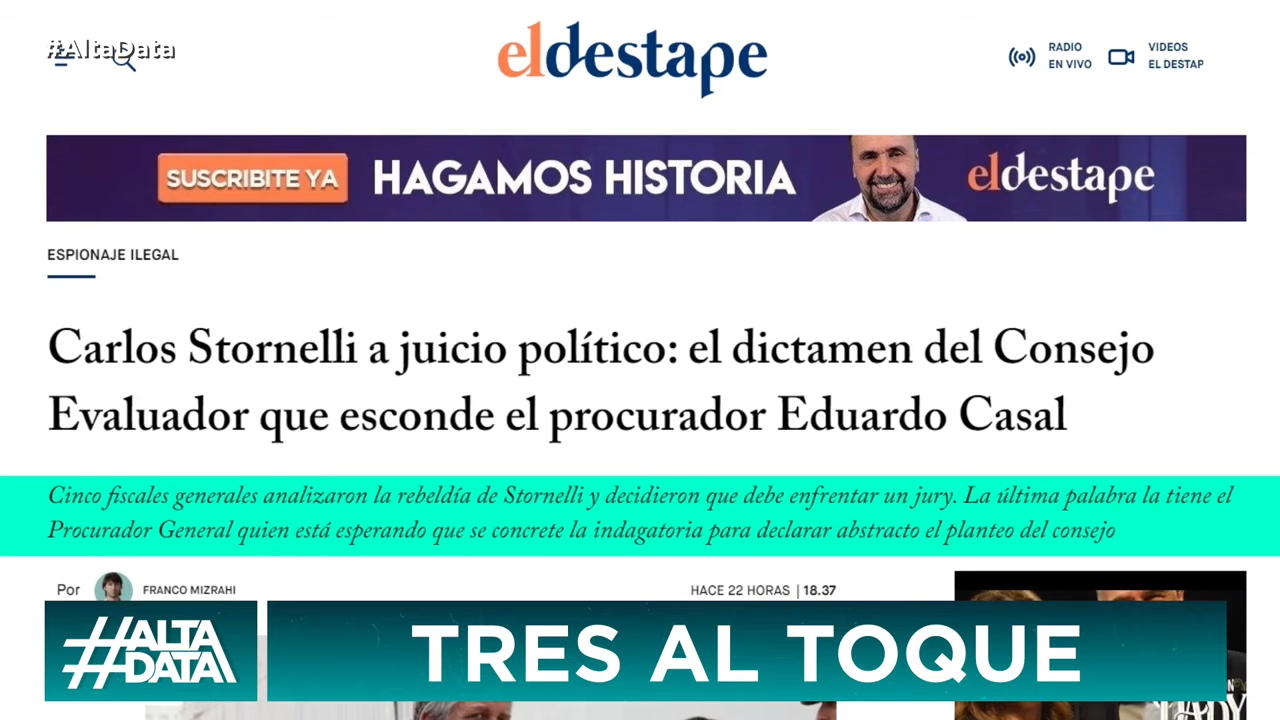 #AltaData
eldestape
RADIO
EN VIVO
VIDEOS
EL DESTAP
SUSCRIBITE YA
HAGAMOS HISTORIA
eldestape
ESPIONAJE ILEGAL
Carlos Stornelli a juicio político: el dictamen del Consejo
Evaluador que esconde el procurador Eduardo Casal
Cinco fiscales generales analizaron la rebeldía de Stornelli y decidieron que debe enfrentar un jury. La última palabra la tiene el
Procurador General quien está esperando que se concrete la indagatoria para declarar abstracto el planteo del consejo
Por
FRANCO MIZRAHI
HACE 22 HORAS | 18.37
#ALTA
DATA
TRES AL TOQUE